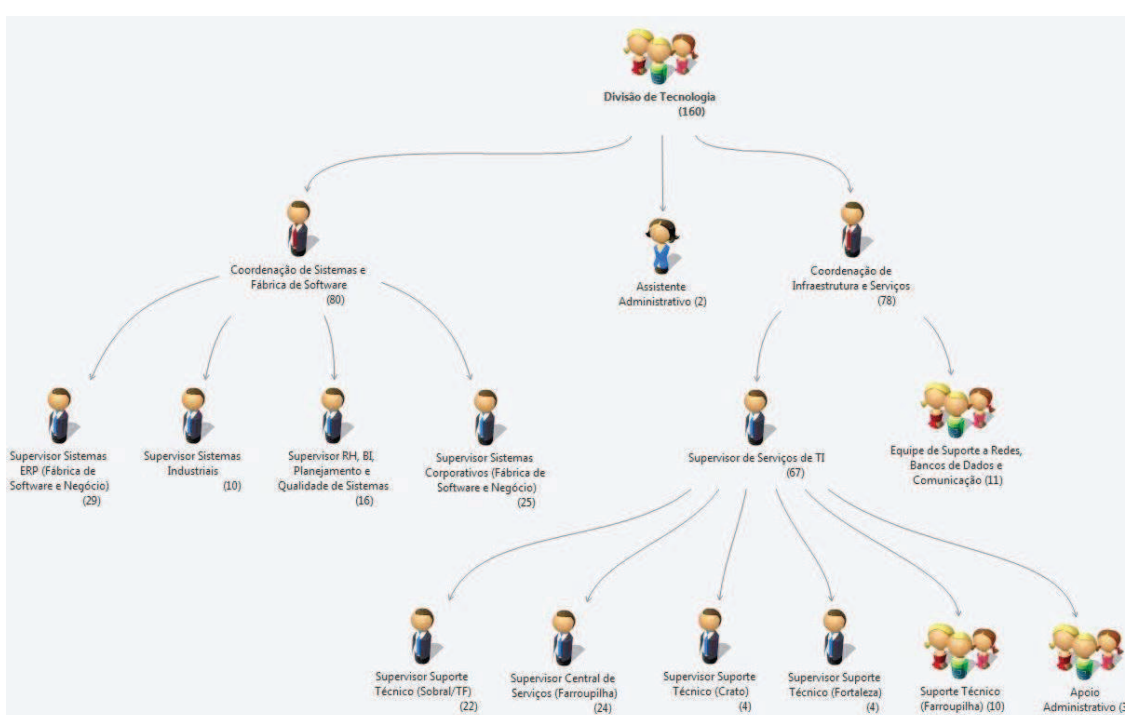 Divisão de Tecnologia
(160)
Coordenação de Sistemas e
Fábrica de Software
(80)
Assistente
Administrativo (2)
Coordenação de
Infraestrutura e Serviços
(78)
Supervisor Sistemas
ERP (Fábrica de
Software e Negócio)
(29)
Supervisor Sistemas
Industriais
(10)
Supervisor RH, BI,
Planejamento e
Qualidade de Sistemas
(16)
Supervisor Sistemas
Corporativos (Fábrica de
Software e Negócio)
(25)
Supervisor de Serviços de TI
(67)
Equipe de Suporte a Redes,
Bancos de Dados e
Comunicação (11)
Supervisor Suporte
Técnico (Sobral/TF)
(22)
Supervisor Central de
Serviços (Farroupilha)
(24)
Supervisor Suporte
Técnico (Crato)
(4)
Supervisor Suporte
Técnico (Fortaleza)
(4)
Suporte Técnico
(Farroupilha) (10)
Apoio
Administrativo (3